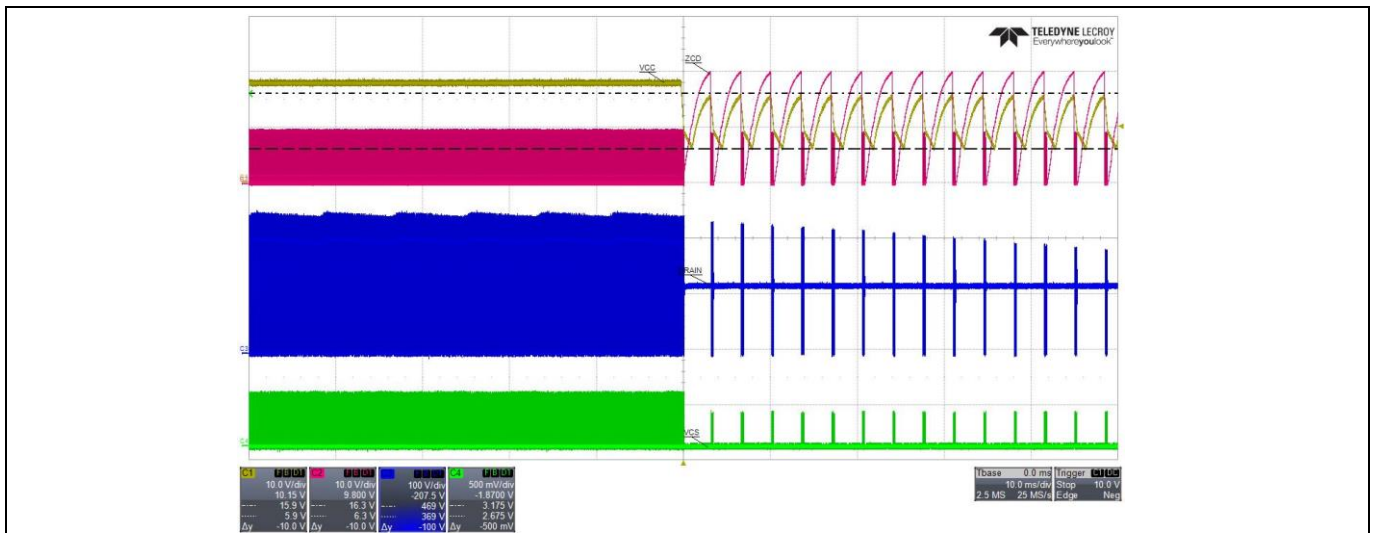 TELEDYNE LECROY
Everywhereyoulook
VCC
ZCD
RAIN
VCS
C1
10.0 V/div
10.15 V
15.9 V
5.9 V
Δy -10.0 V
C2
10.0 V/div
9.800 V
16.3 V
6.3 V
Δy -10.0 V
100 V/div
-207.5 V
469 V
369 V
Δy -100 V
C4
500 mV/div
-1.8700 V
3.175 V
2.675 V
Δy -500 mV
Tbase 0.0 ms
10.0 ms/div
2.5 MS 25 MS/s
Trigger C1 DC
Stop 10.0 V
Edge Neg